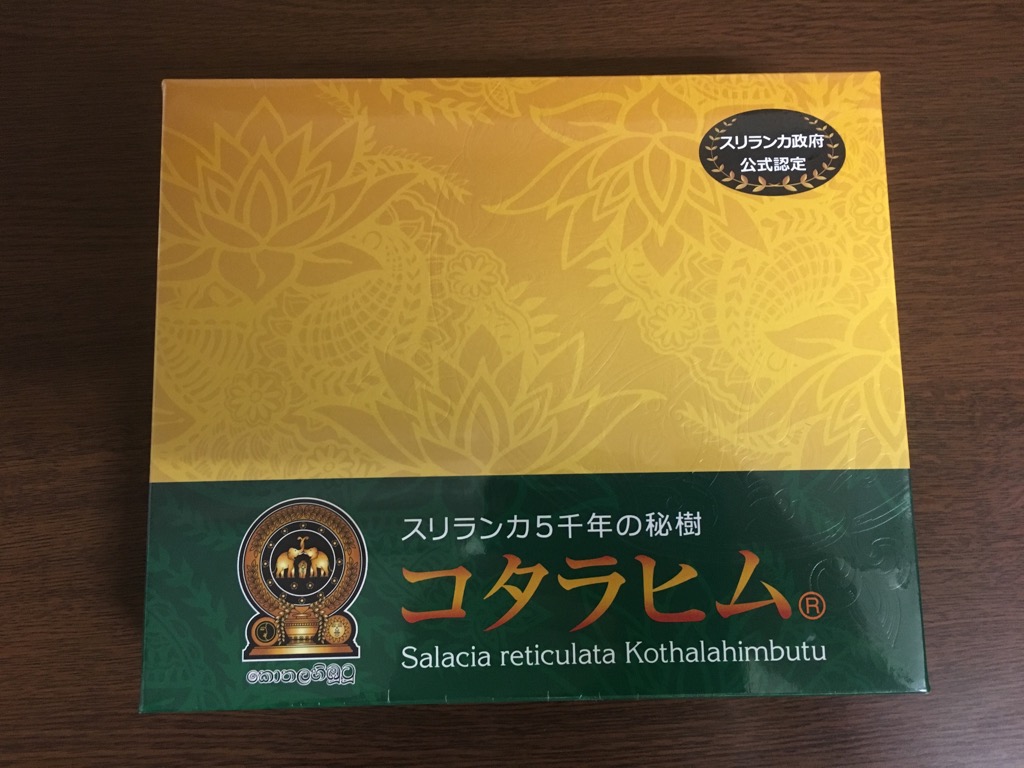 スリランカ政府
公式認定
スリランカ5千年の秘樹
コタラヒム®
Salacia reticulata Kothalahimbutu
කොතලහිඹුටු